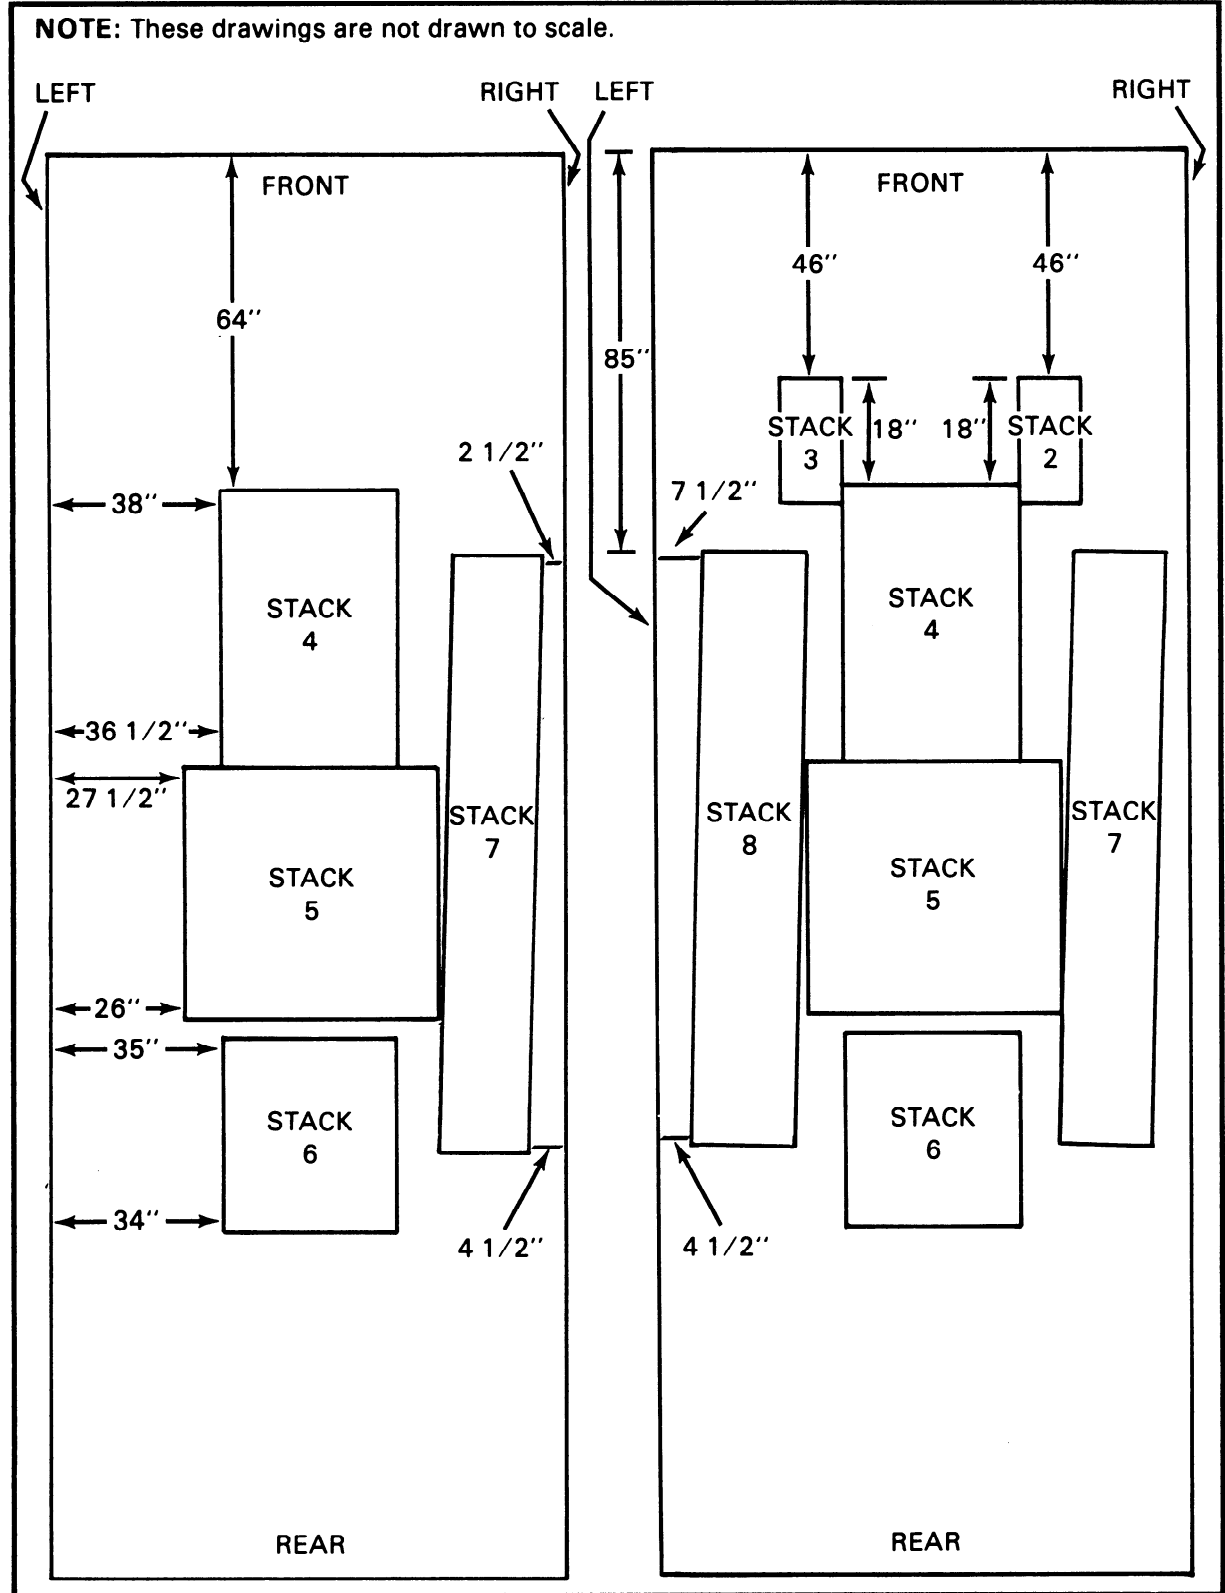 NOTE: These drawings are not drawn to scale.
LEFT
RIGHT
FRONT
64''
38''
2 1/2''
STACK
4
36 1/2''
27 1/2''
STACK
7
STACK
5
26''
35''
STACK
6
34''
4 1/2''
REAR
LEFT
RIGHT
FRONT
46''
46''
85''
STACK
3
18''
18''
STACK
2
7 1/2''
STACK
4
STACK
8
STACK
7
STACK
5
STACK
6
4 1/2''
REAR